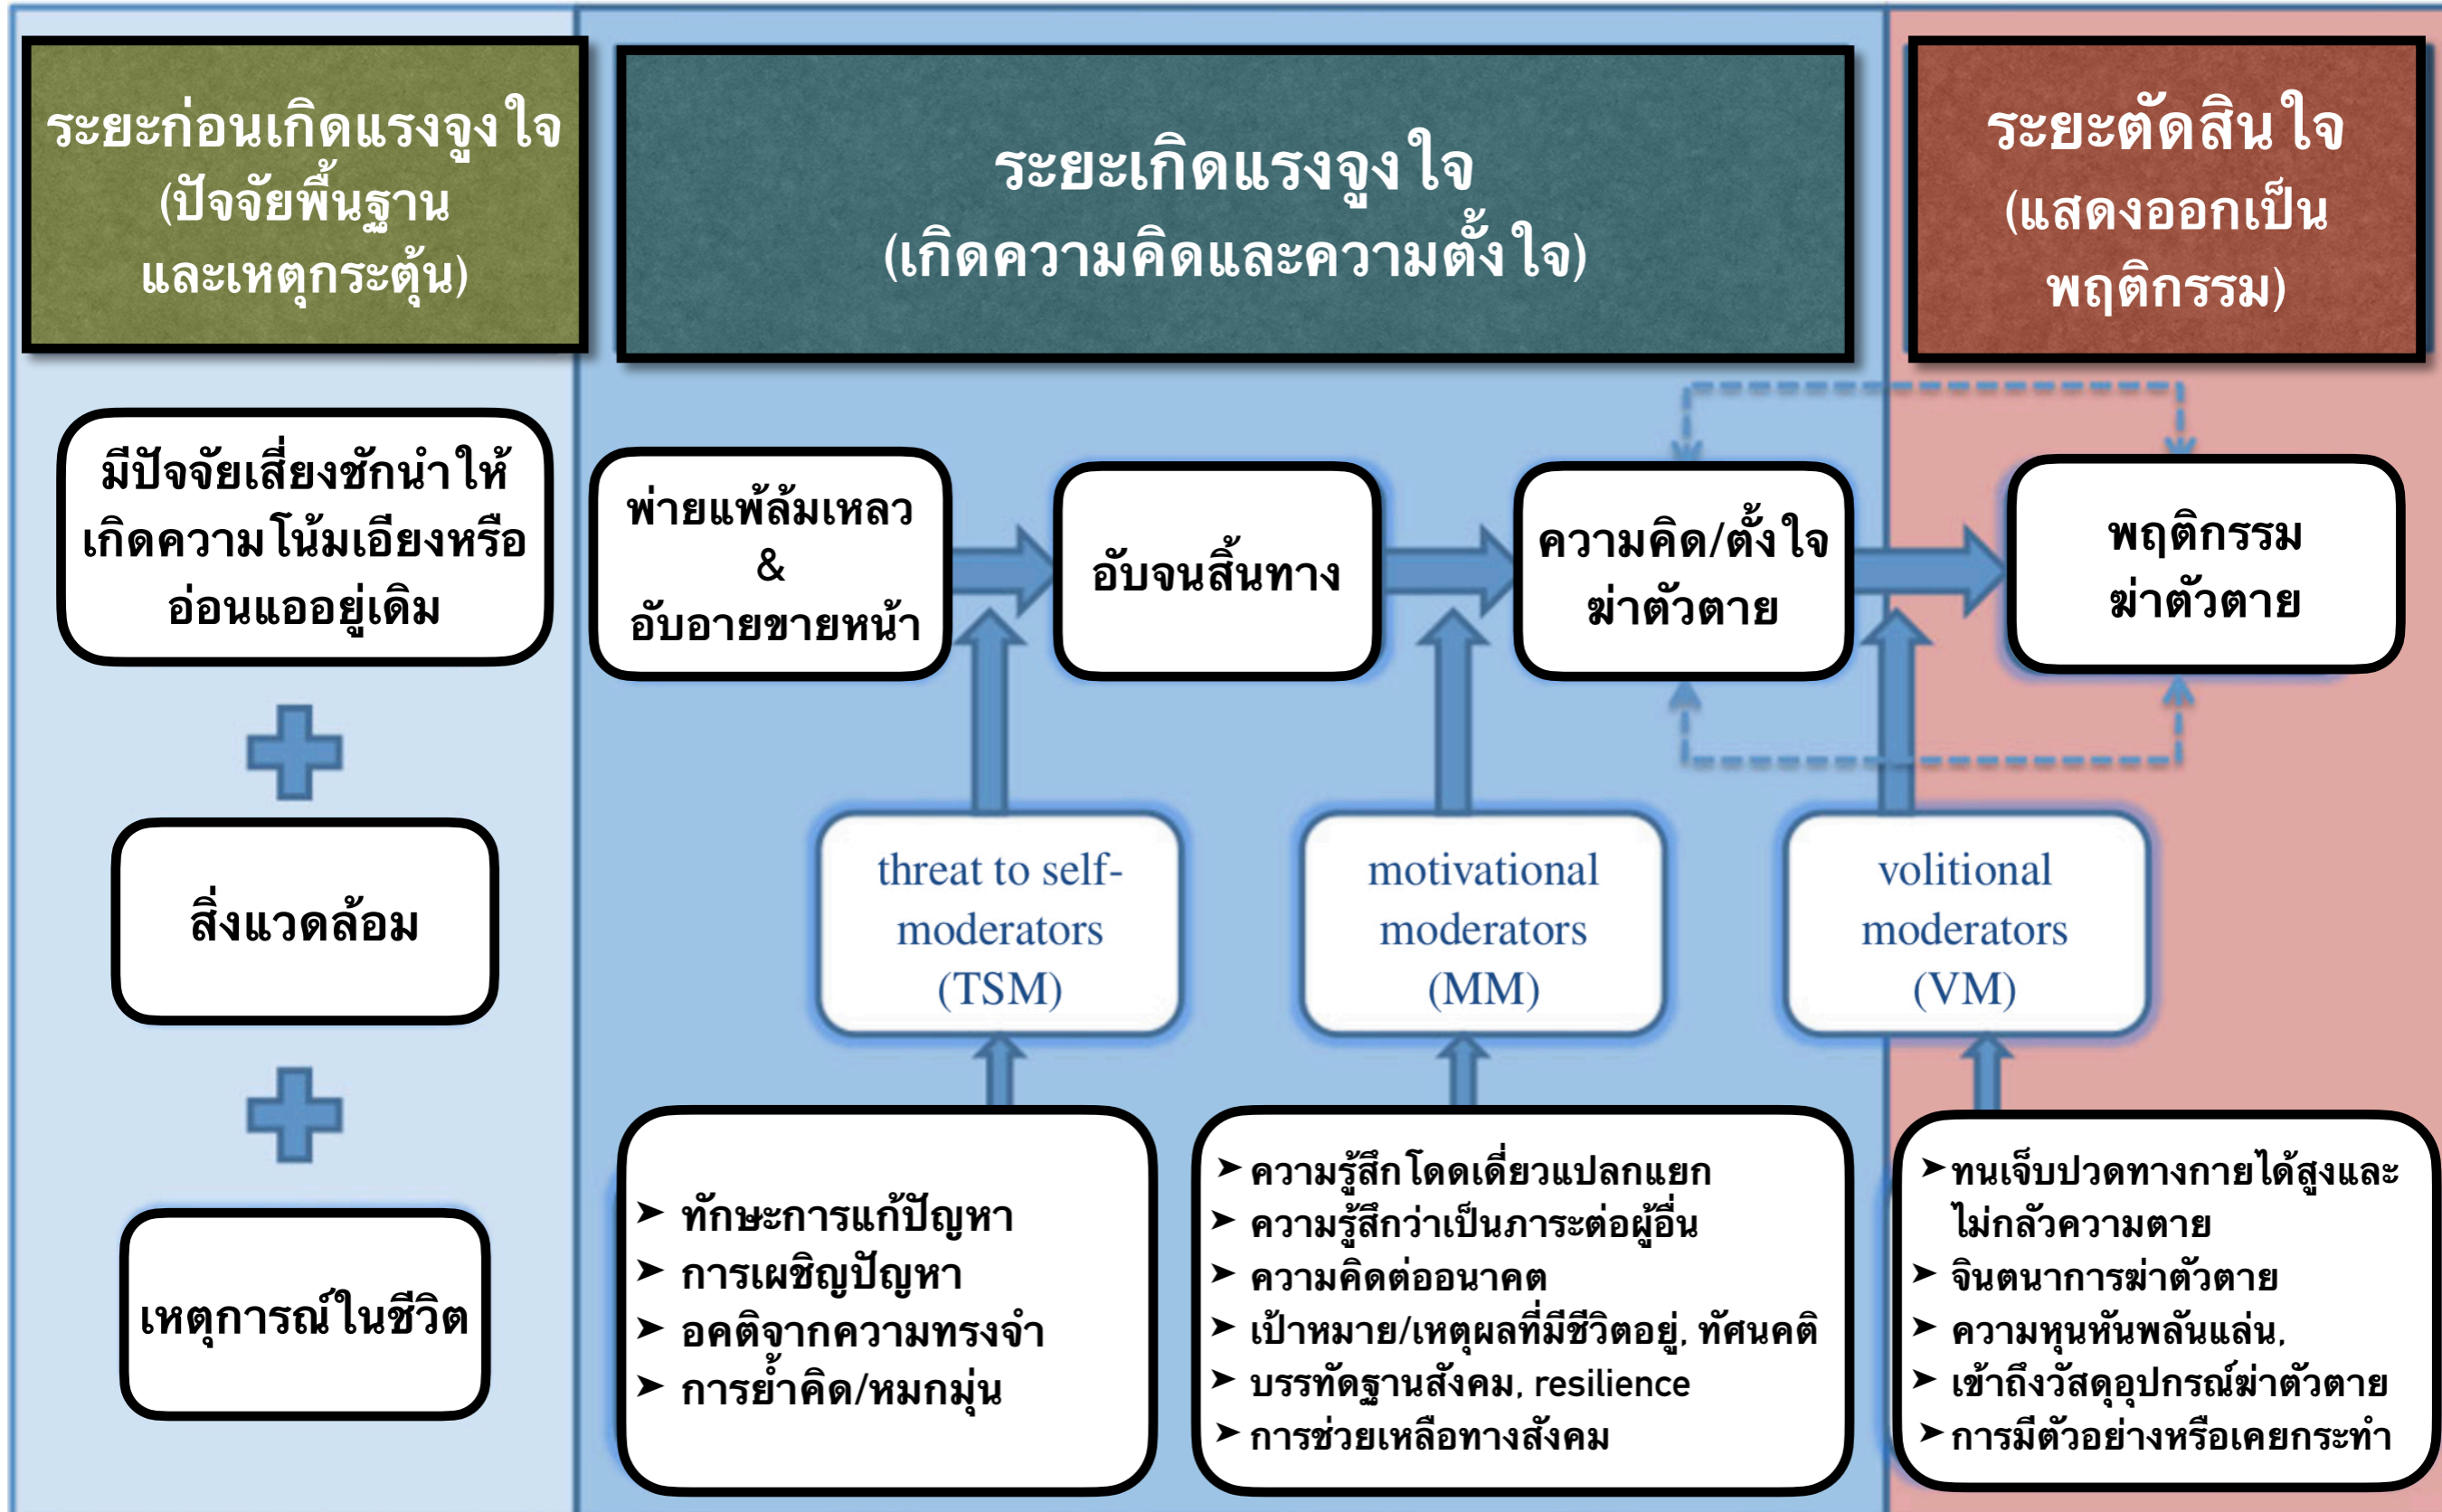 ระยะก่อนเกิดแรงจูงใจ
(ปัจจัยพื้นฐาน
และเหตุกระตุ้น)
ระยะเกิดแรงจูงใจ
(เกิดความคิดและความตั้งใจ)
ระยะตัดสินใจ
(แสดงออกเป็น
พฤติกรรม)
มีปัจจัยเสี่ยงชักนำให้
เกิดความโน้มเอียงหรือ
อ่อนแออยู่เดิม
สิ่งแวดล้อม
เหตุการณ์ในชีวิต
พ่ายแพ้ล้มเหลว
&
อับอายขายหน้า
อับจนสิ้นทาง
ความคิด/ตั้งใจ
ฆ่าตัวตาย
พฤติกรรม
ฆ่าตัวตาย
threat to self-
moderators
(TSM)
motivational
moderators
(MM)
volitional
moderators
(VM)
➤ ทักษะการแก้ปัญหา
➤ การเผชิญปัญหา
➤ อคติจากความทรงจำ
➤ การย้ำคิด/หมกมุ่น
➤ ความรู้สึกโดดเดี่ยวแปลกแยก
➤ ความรู้สึกว่าเป็นภาระต่อผู้อื่น
➤ ความคิดต่ออนาคต
➤ เป้าหมาย/เหตุผลที่มีชีวิตอยู่, ทัศนคติ
➤ บรรทัดฐานสังคม, resilience
➤ การช่วยเหลือทางสังคม
➤ ทนเจ็บปวดทางกายได้สูงและ
ไม่กลัวความตาย
➤ จินตนาการฆ่าตัวตาย
➤ ความหุนหันพลันแล่น,
➤ เข้าถึงวัสดุอุปกรณ์ฆ่าตัวตาย
➤ การมีตัวอย่างหรือเคยกระทำ